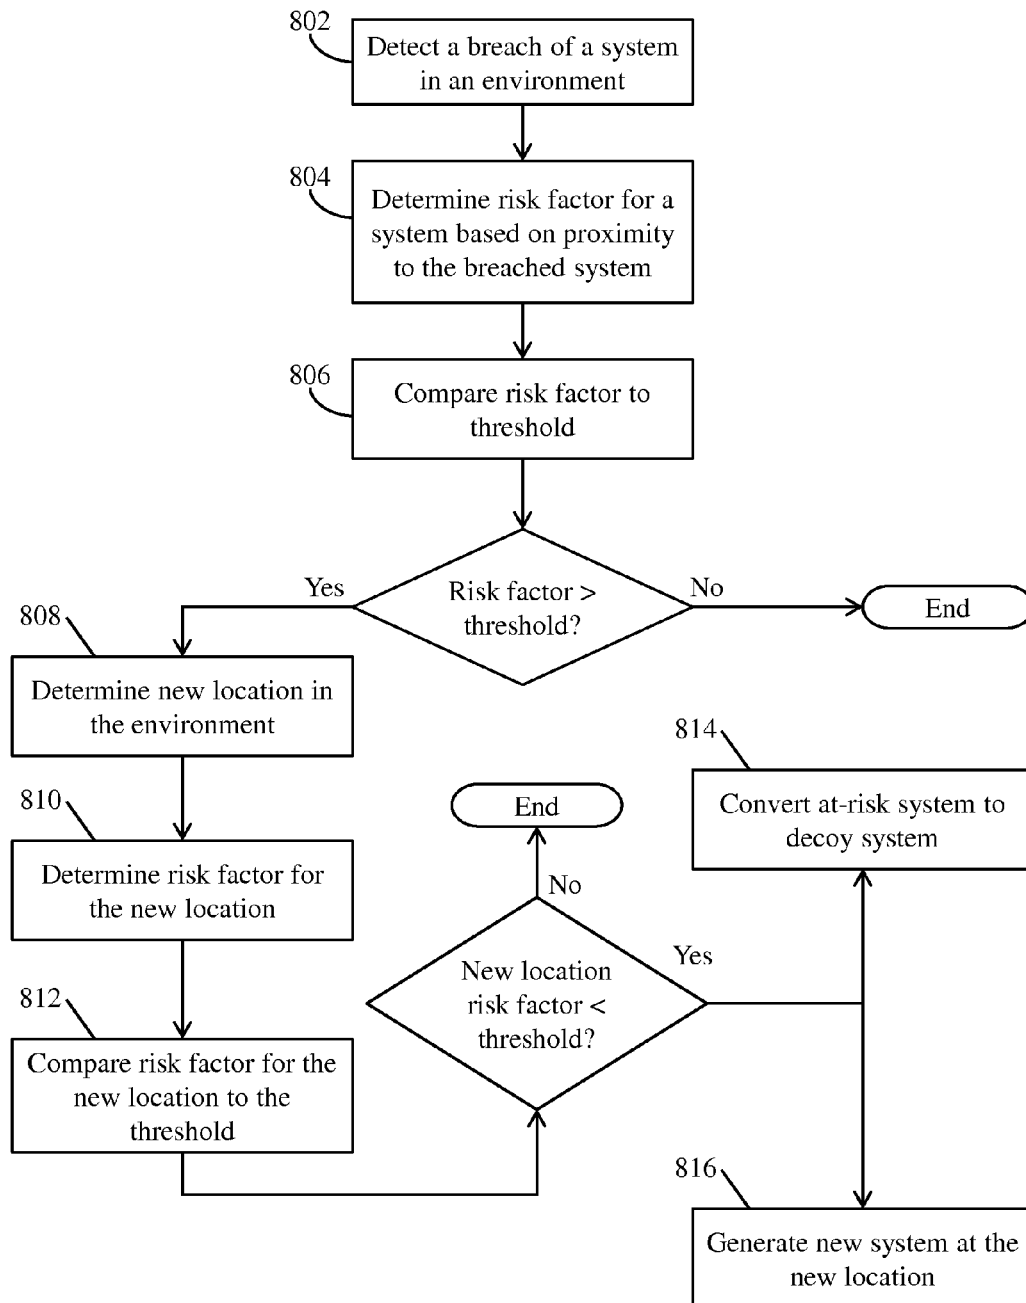 802
Detect a breach of a system
in an environment
804
Determine risk factor for a
system based on proximity
to the breached system
806
Compare risk factor to
threshold
Yes
Risk factor >
threshold?
No
End
808
Determine new location in
the environment
810
Determine risk factor for
the new location
812
Compare risk factor for the
new location to the
threshold
End
No
New location
risk factor <
threshold?
Yes
814
Convert at-risk system to
decoy system
816
Generate new system at the
new location